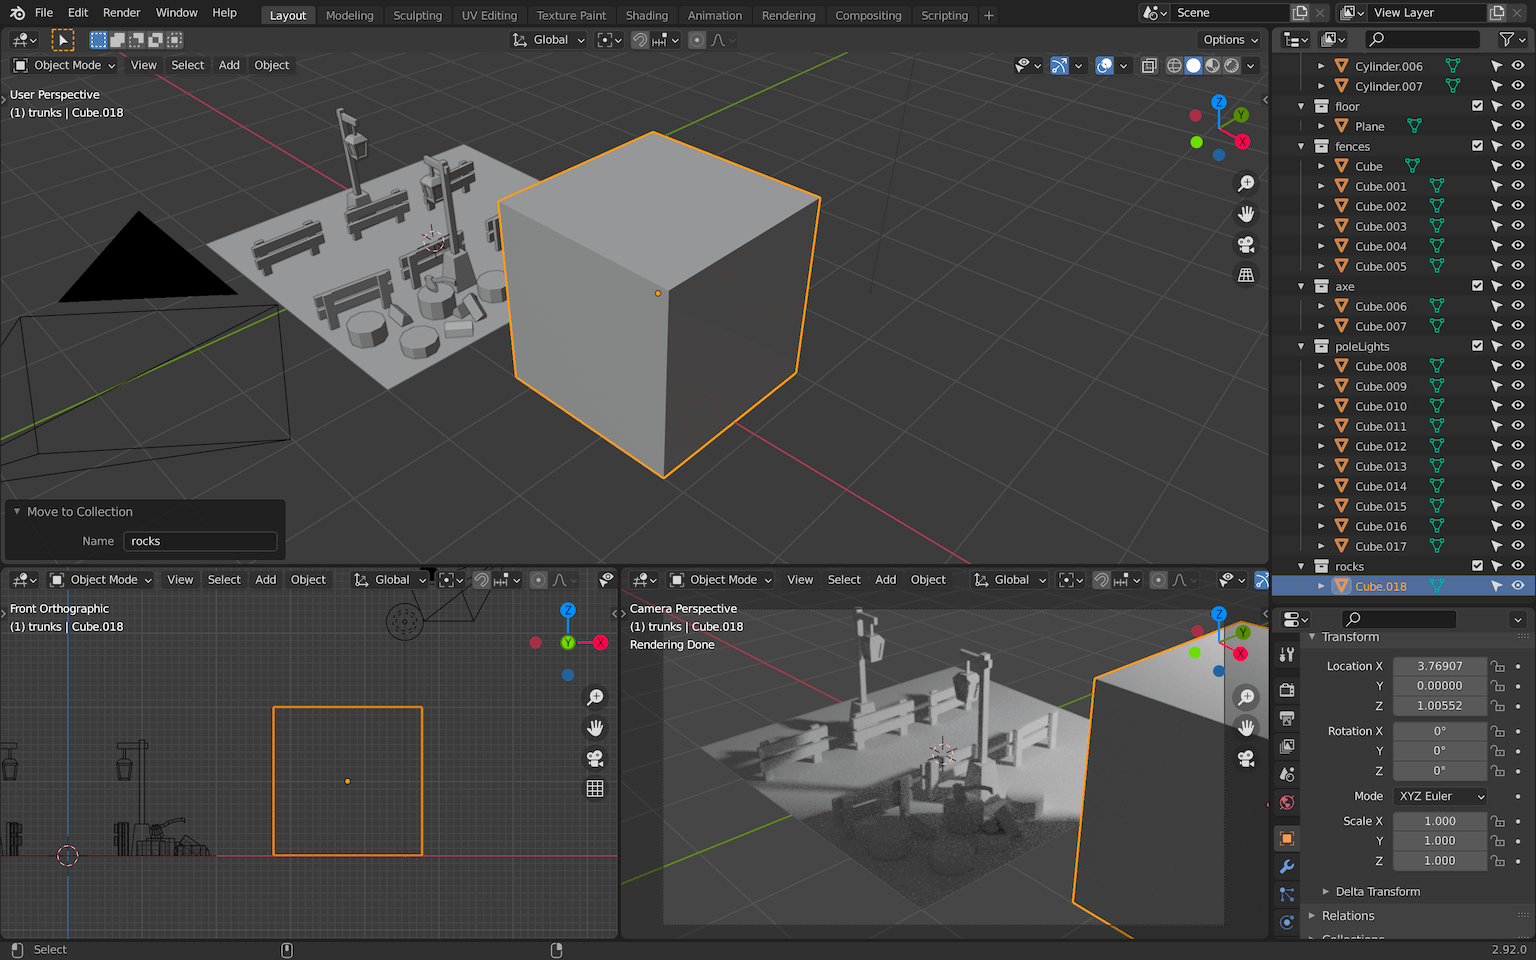 File Edit Render Window Help Layout Modeling Sculpting UV Editing Texture Paint Shading Animation Rendering Compositing Scripting + Scene View Layer
Global Options
Object Mode View Select Add Object
User Perspective
(1) trunks | Cube.018
Z
Y
X
Move to Collection
Name rocks
Object Mode View Select Add Object Global
Front Orthographic
(1) trunks | Cube.018
Z
Y X
Object Mode View Select Add Object Global
Camera Perspective
(1) trunks | Cube.018
Rendering Done
Z
Y
X
Cylinder.006
Cylinder.007
floor
Plane
fences
Cube
Cube.001
Cube.002
Cube.003
Cube.004
Cube.005
axe
Cube.006
Cube.007
poleLights
Cube.008
Cube.009
Cube.010
Cube.011
Cube.012
Cube.013
Cube.014
Cube.015
Cube.016
Cube.017
rocks
Cube.018
Transform
Location X 3.76907
Y 0.00000
Z 1.00552
Rotation X 0°
Y 0°
Z 0°
Mode XYZ Euler
Scale X 1.000
Y 1.000
Z 1.000
Delta Transform
Relations
Select
2.92.0